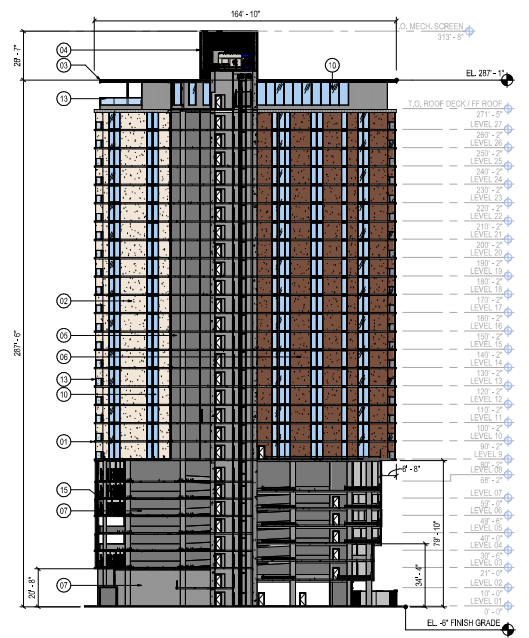 164' - 10"
T.O. MECH. SCREEN
313' - 8"
28' - 7"
04
03
10
EL. 287' - 1"
13
T.O. ROOF DECK / FF ROOF
271' - 5"
LEVEL 27
260' - 2"
LEVEL 26
250' - 2"
LEVEL 25
240' - 2"
LEVEL 24
230' - 2"
LEVEL 23
220' - 2"
LEVEL 22
210' - 2"
LEVEL 21
200' - 2"
LEVEL 20
190' - 2"
LEVEL 19
180' - 2"
LEVEL 18
02
170' - 2"
LEVEL 17
160' - 2"
LEVEL 16
287' - 6"
05
150' - 2"
LEVEL 15
06
140' - 2"
LEVEL 14
130' - 2"
13
LEVEL 13
120' - 2"
10
LEVEL 12
110' - 2"
LEVEL 11
100' - 2"
LEVEL 10
01
90' - 2"
LEVEL 9
80' - 2"
LEVEL 08
6' - 8"
68' - 2"
15
LEVEL 07
59' - 0"
07
LEVEL 06
49' - 6"
LEVEL 05
79' - 10"
40' - 0"
LEVEL 04
30' - 6"
LEVEL 03
21' - 0"
20' - 8"
07
34' - 4"
LEVEL 02
10' - 0"
LEVEL 01
0' - 0"
EL. -6" FINISH GRADE